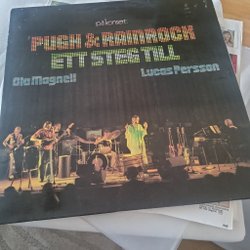 på konsert
PUGH & RAINROCK
ETT STEG TILL
Ola Magnell
Lucas Persson